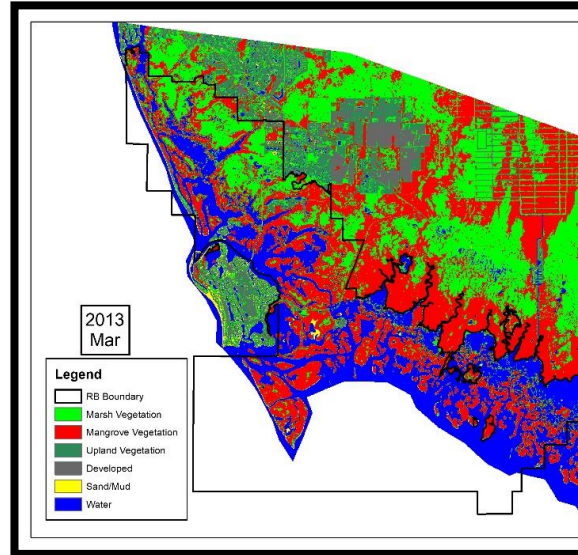 2013
Mar
Legend
RB Boundary
Marsh Vegetation
Mangrove Vegetation
Upland Vegetation
Developed
Sand/Mud
Water